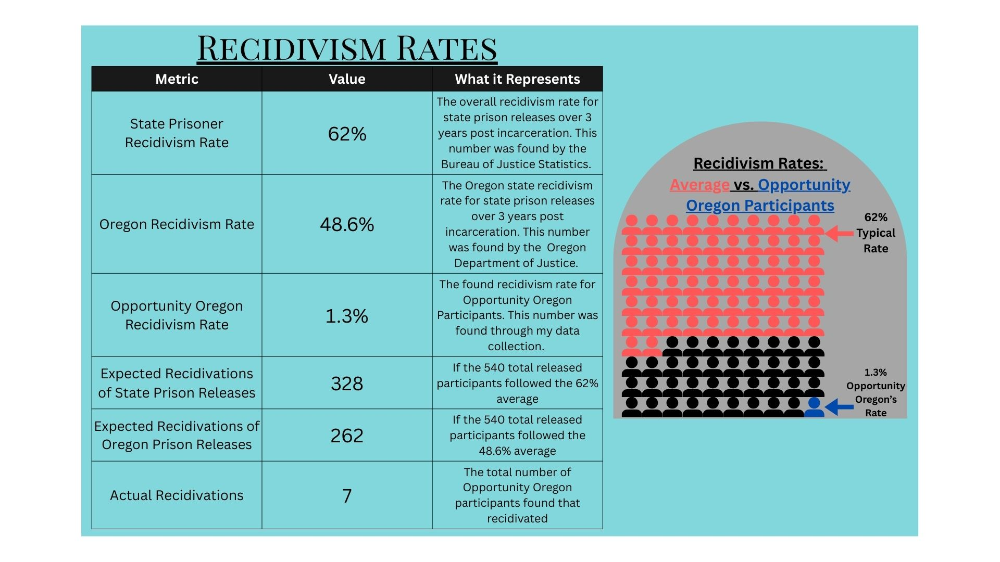 RECIDIVISM RATES
Metric
Value
What it Represents
State Prisoner
Recidivism Rate
62%
The overall recidivism rate for
state prison releases over 3
years post incarceration. This
number was found by the
Bureau of Justice Statistics.
Oregon Recidivism Rate
48.6%
The Oregon state recidivism
rate for state prison releases
over 3 years post
incarceration. This number
was found by the Oregon
Department of Justice.
Opportunity Oregon
Recidivism Rate
1.3%
The found recidivism rate for
Opportunity Oregon
Participants. This number was
found through my data
collection.
Expected Recidivations
of State Prison Releases
328
If the 540 total released
participants followed the 62%
average
Expected Recidivations of
Oregon Prison Releases
262
If the 540 total released
participants followed the
48.6% average
Actual Recidivations
7
The total number of
Opportunity Oregon
participants found that
recidivated
Recidivism Rates:
Average vs. Opportunity
Oregon Participants
62%
Typical
Rate
1.3%
Opportunity
Oregon’s
Rate